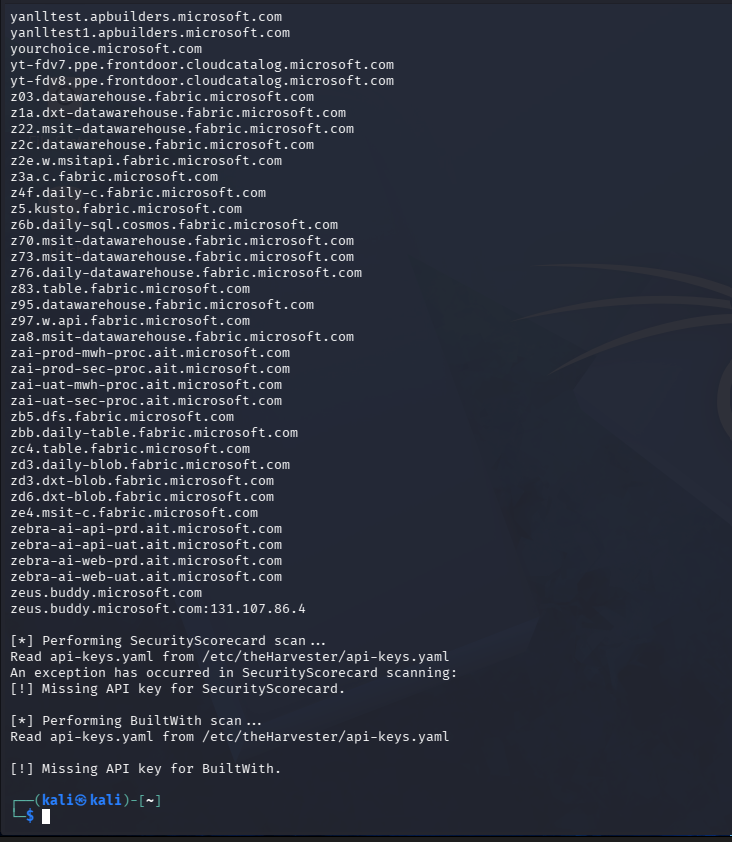 yanlltest.apbuilders.microsoft.com
yanlltest1.apbuilders.microsoft.com
yourchoice.microsoft.com
yt-fdv7.ppe.frontdoor.cloudcatalog.microsoft.com
yt-fdv8.ppe.frontdoor.cloudcatalog.microsoft.com
z03.datawarehouse.fabric.microsoft.com
z1a.dxt-datawarehouse.fabric.microsoft.com
z22.msit-datawarehouse.fabric.microsoft.com
z2c.datawarehouse.fabric.microsoft.com
z2e.w.msitapi.fabric.microsoft.com
z3a.c.fabric.microsoft.com
z4f.daily-c.fabric.microsoft.com
z5.kusto.fabric.microsoft.com
z6b.daily-sql.cosmos.fabric.microsoft.com
z70.msit-datawarehouse.fabric.microsoft.com
z73.msit-datawarehouse.fabric.microsoft.com
z76.daily-datawarehouse.fabric.microsoft.com
z83.table.fabric.microsoft.com
z95.datawarehouse.fabric.microsoft.com
z97.w.api.fabric.microsoft.com
za8.msit-datawarehouse.fabric.microsoft.com
zai-prod-mwh-proc.ait.microsoft.com
zai-prod-sec-proc.ait.microsoft.com
zai-uat-mwh-proc.ait.microsoft.com
zai-uat-sec-proc.ait.microsoft.com
zb5.dfs.fabric.microsoft.com
zbb.daily-table.fabric.microsoft.com
zc4.table.fabric.microsoft.com
zd3.daily-blob.fabric.microsoft.com
zd3.dxt-blob.fabric.microsoft.com
zd6.dxt-blob.fabric.microsoft.com
ze4.msit-c.fabric.microsoft.com
zebra-ai-api-prd.ait.microsoft.com
zebra-ai-api-uat.ait.microsoft.com
zebra-ai-web-prd.ait.microsoft.com
zebra-ai-web-uat.ait.microsoft.com
zeus.buddy.microsoft.com
zeus.buddy.microsoft.com:131.107.86.4
[*] Performing SecurityScorecard scan...
Read api-keys.yaml from /etc/theHarvester/api-keys.yaml
An exception has occurred in SecurityScorecard scanning:
[!] Missing API key for SecurityScorecard.
[*] Performing BuiltWith scan...
Read api-keys.yaml from /etc/theHarvester/api-keys.yaml
[!] Missing API key for BuiltWith.
┌──(kali㉿kali)-[~]
└─$